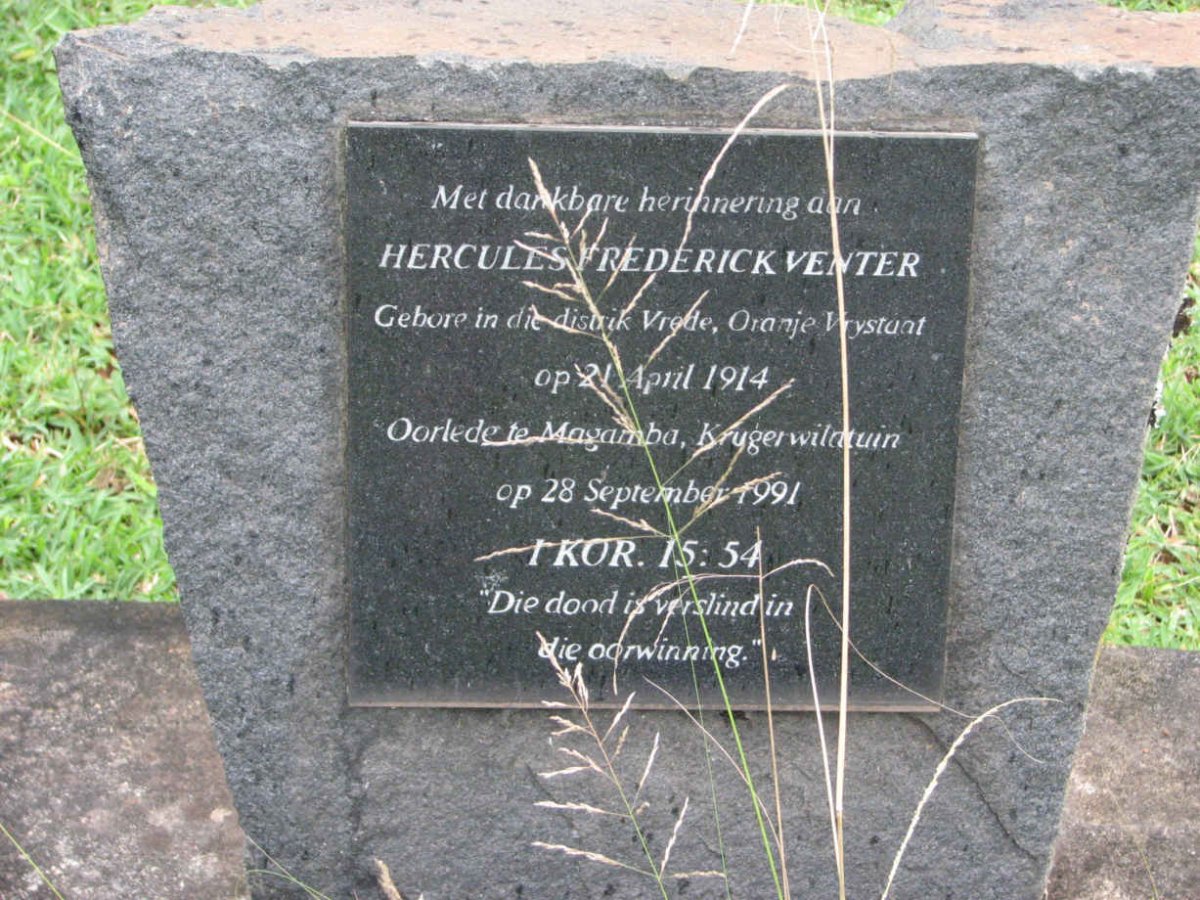 Met dankbare herinnering aan
HERCULES FREDERICK VENTER
Gebore in die distrik Vrede, Oranje Vrystaat
op 21 April 1914
Oorlede te Magamba, Krugerwildtuin
op 28 September 1991
I KOR. 15: 54
"Die dood is verslind in
die oorwinning."